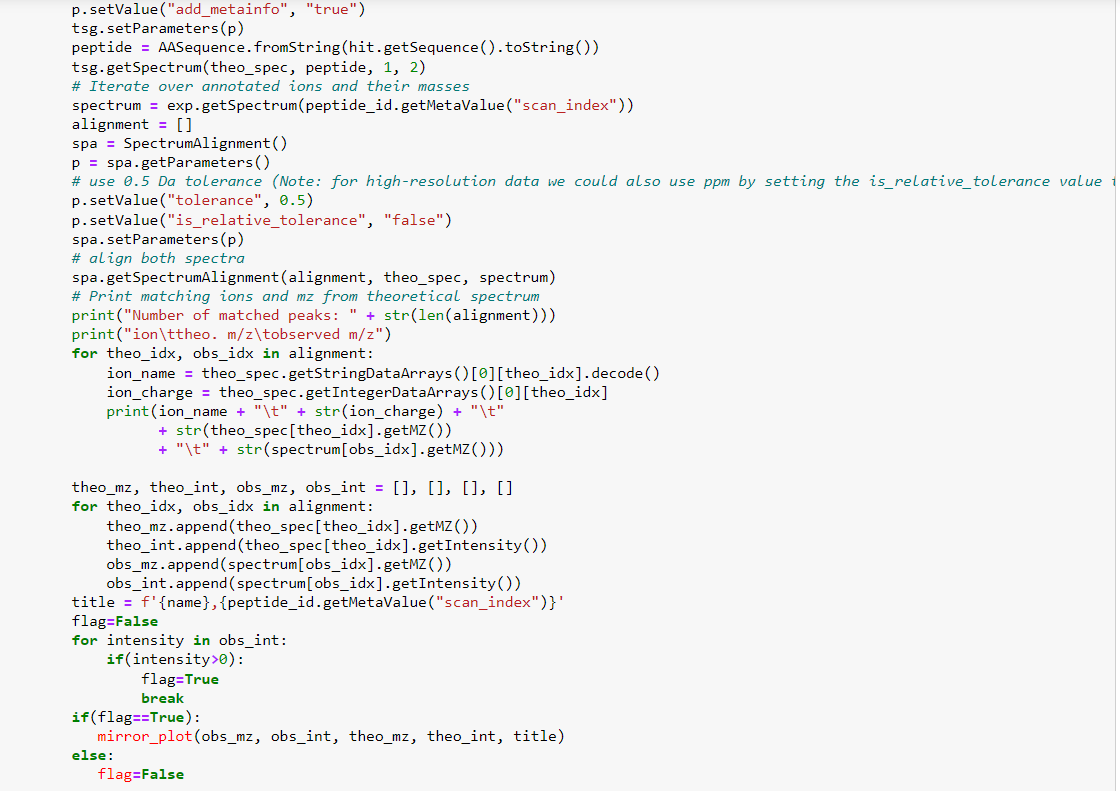 p.setValue("add_metainfo", "true")
tsg.setParameters(p)
peptide = AASequence.fromString(hit.getSequence().toString())
tsg.getSpectrum(theo_spec, peptide, 1, 2)
# Iterate over annotated ions and their masses
spectrum = exp.getSpectrum(peptide_id.getMetaValue("scan_index"))
alignment = []
spa = SpectrumAlignment()
p = spa.getParameters()
# use 0.5 Da tolerance (Note: for high-resolution data we could also use ppm by setting the is_relative_tolerance value
p.setValue("tolerance", 0.5)
p.setValue("is_relative_tolerance", "false")
spa.setParameters(p)
# align both spectra
spa.getSpectrumAlignment(alignment, theo_spec, spectrum)
# Print matching ions and mz from theoretical spectrum
print("Number of matched peaks: " + str(len(alignment)))
print("ion\ttheo. m/z\tobserved m/z")
for theo_idx, obs_idx in alignment:
    ion_name = theo_spec.getStringDataArrays()[0][theo_idx].decode()
    ion_charge = theo_spec.getIntegerDataArrays()[0][theo_idx]
    print(ion_name + "\t" + str(ion_charge) + "\t"
          + str(theo_spec[theo_idx].getMZ())
          + "\t" + str(spectrum[obs_idx].getMZ()))
theo_mz, theo_int, obs_mz, obs_int = [], [], [], []
for theo_idx, obs_idx in alignment:
    theo_mz.append(theo_spec[theo_idx].getMZ())
    theo_int.append(theo_spec[theo_idx].getIntensity())
    obs_mz.append(spectrum[obs_idx].getMZ())
    obs_int.append(spectrum[obs_idx].getIntensity())
title = f'{name},{peptide_id.getMetaValue("scan_index")}'
flag=False
for intensity in obs_int:
    if(intensity>0):
        flag=True
        break
if(flag==True):
   mirror_plot(obs_mz, obs_int, theo_mz, theo_int, title)
else:
   flag=False